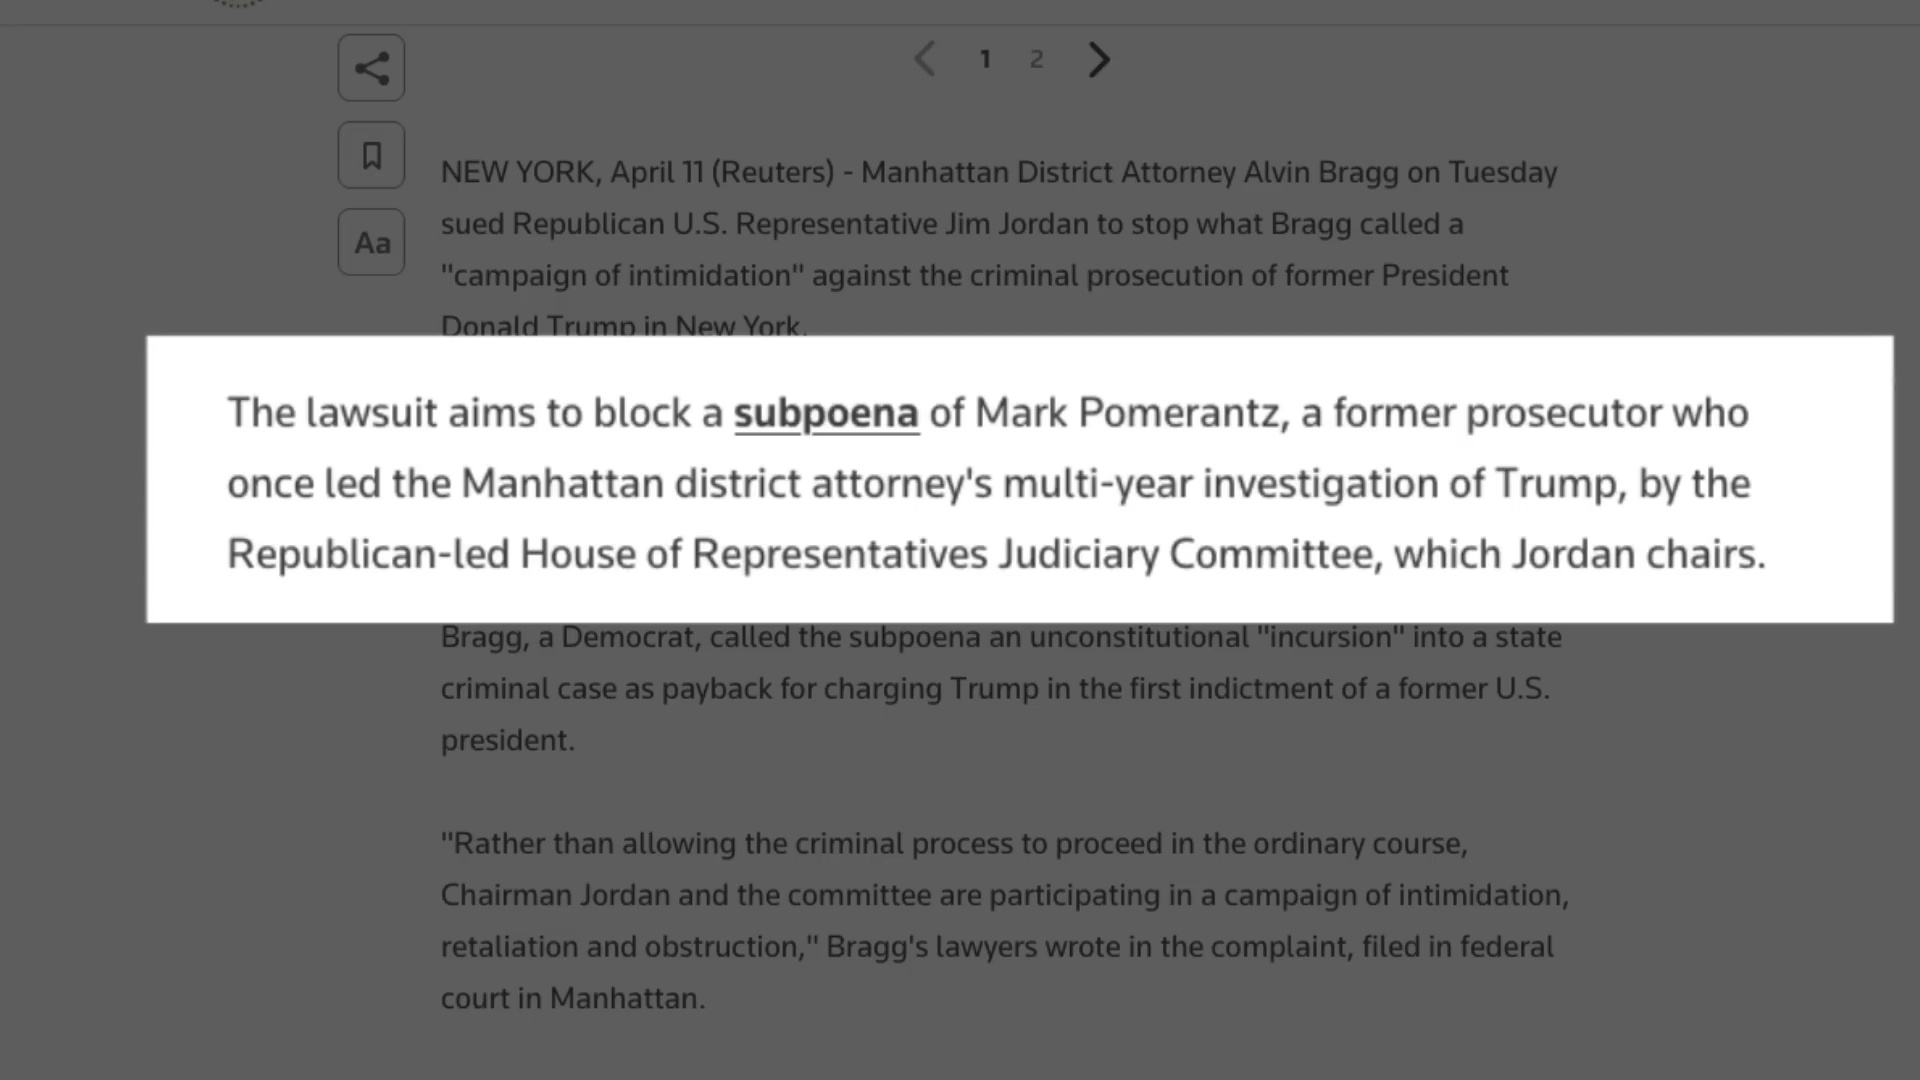 1 2
Aa
NEW YORK, April 11 (Reuters) - Manhattan District Attorney Alvin Bragg on Tuesday
sued Republican U.S. Representative Jim Jordan to stop what Bragg called a
"campaign of intimidation" against the criminal prosecution of former President
Donald Trump in New York.
The lawsuit aims to block a subpoena of Mark Pomerantz, a former prosecutor who
once led the Manhattan district attorney's multi-year investigation of Trump, by the
Republican-led House of Representatives Judiciary Committee, which Jordan chairs.
Bragg, a Democrat, called the subpoena an unconstitutional "incursion" into a state
criminal case as payback for charging Trump in the first indictment of a former U.S.
president.
"Rather than allowing the criminal process to proceed in the ordinary course,
Chairman Jordan and the committee are participating in a campaign of intimidation,
retaliation and obstruction," Bragg's lawyers wrote in the complaint, filed in federal
court in Manhattan.